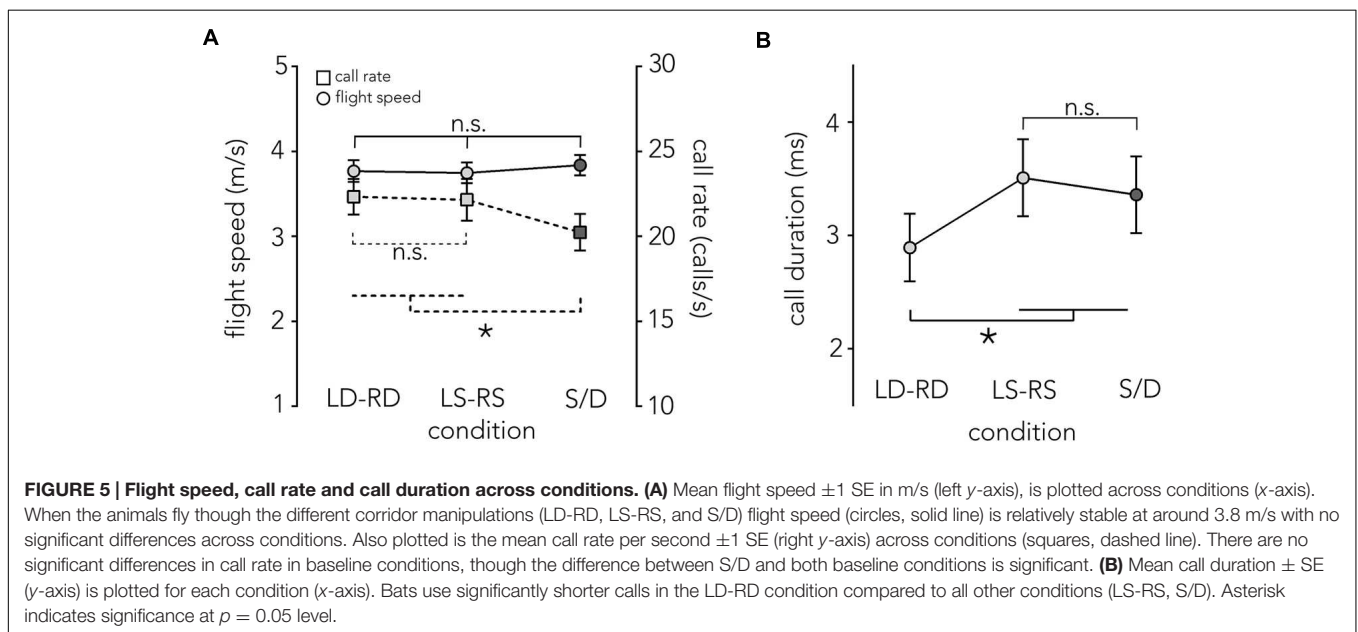 A
B
5
4
3
2
1
flight speed (m/s)
call rate
flight speed
n.s.
n.s.
*
30
25
20
15
10
call rate (calls/s)
LD-RD LS-RS S/D
condition
4
3
2
call duration (ms)
n.s.
*
LD-RD LS-RS S/D
condition
FIGURE 5 | Flight speed, call rate and call duration across conditions. (A) Mean flight speed ±1 SE in m/s (left y-axis), is plotted across conditions (x-axis).
When the animals fly though the different corridor manipulations (LD-RD, LS-RS, and S/D) flight speed (circles, solid line) is relatively stable at around 3.8 m/s with no
significant differences across conditions. Also plotted is the mean call rate per second ±1 SE (right y-axis) across conditions (squares, dashed line). There are no
significant differences in call rate in baseline conditions, though the difference between S/D and both baseline conditions is significant. (B) Mean call duration ± SE
(y-axis) is plotted for each condition (x-axis). Bats use significantly shorter calls in the LD-RD condition compared to all other conditions (LS-RS, S/D). Asterisk
indicates significance at p = 0.05 level.